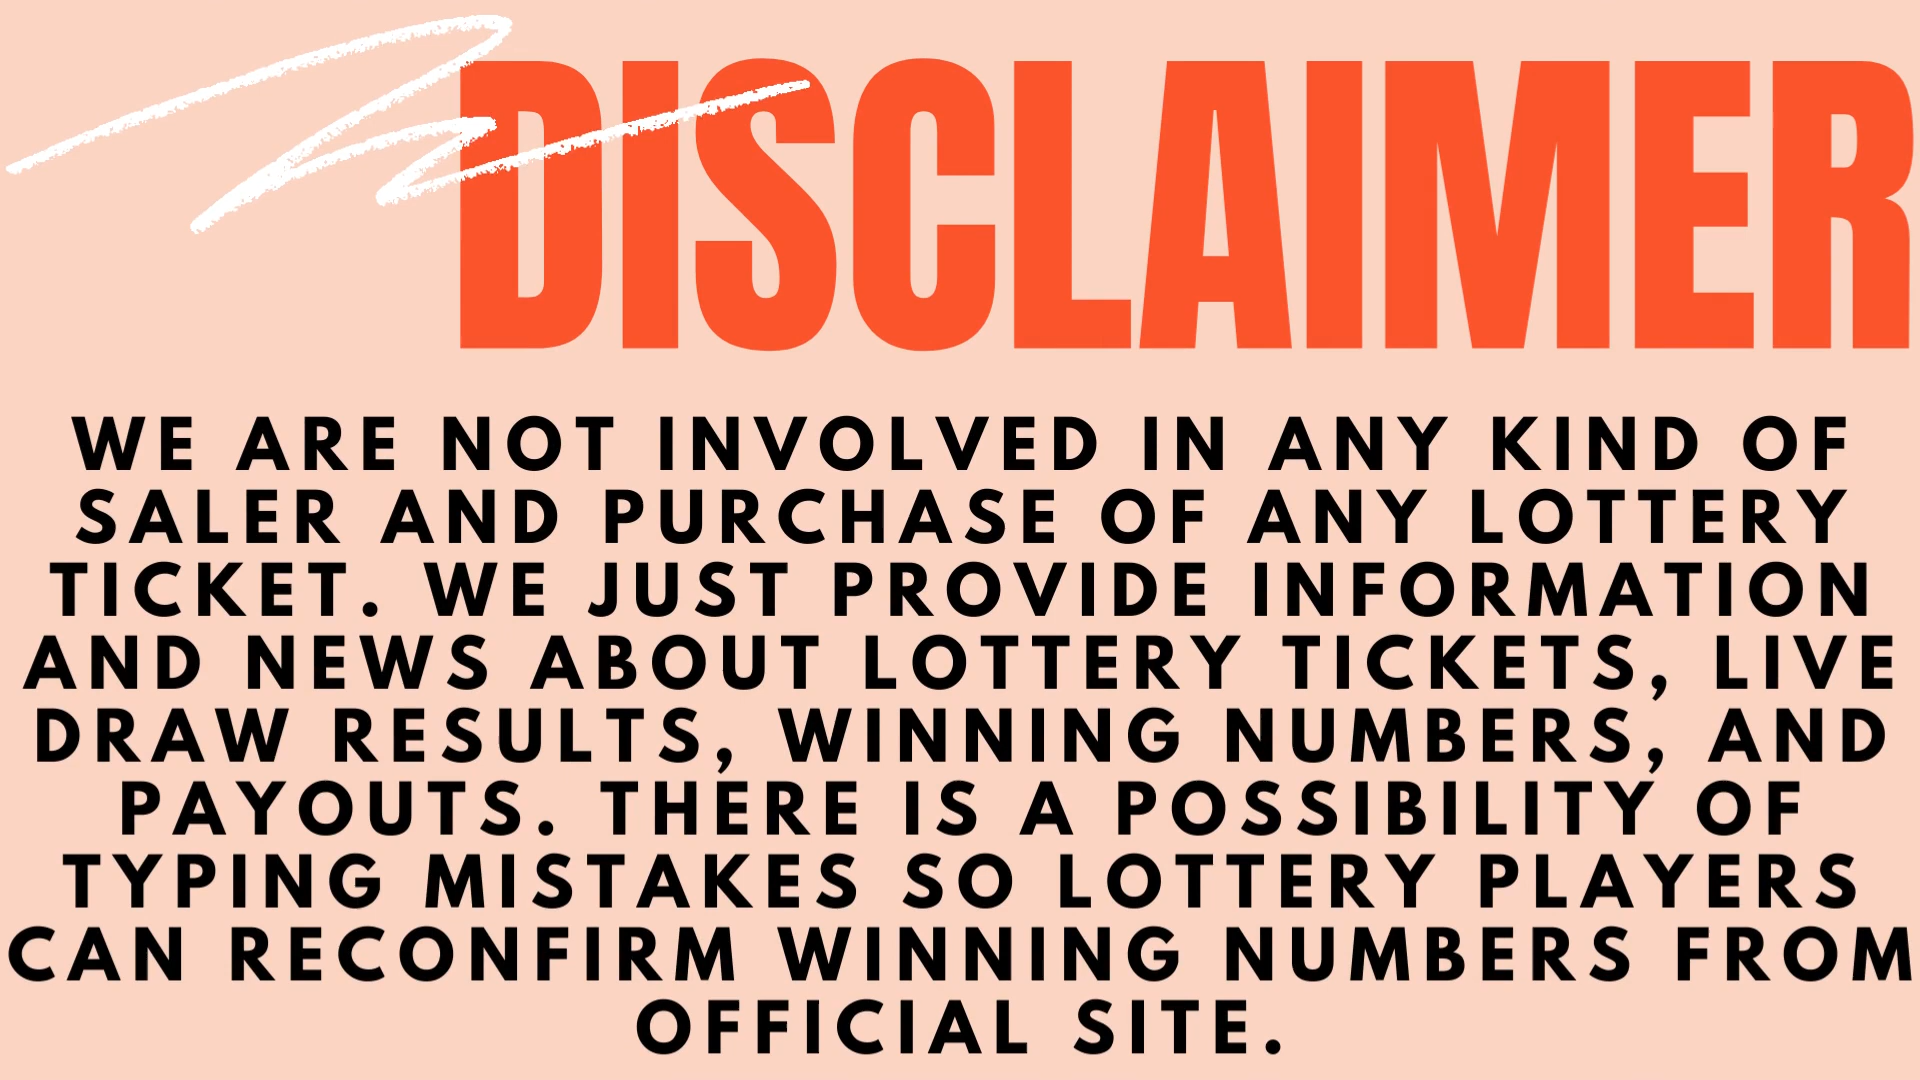 DISCLAIMER
WE ARE NOT INVOLVED IN ANY KIND OF
SALER AND PURCHASE OF ANY LOTTERY
TICKET. WE JUST PROVIDE INFORMATION
AND NEWS ABOUT LOTTERY TICKETS, LIVE
DRAW RESULTS, WINNING NUMBERS, AND
PAYOUTS. THERE IS A POSSIBILITY OF
TYPING MISTAKES SO LOTTERY PLAYERS
CAN RECONFIRM WINNING NUMBERS FROM
OFFICIAL SITE.